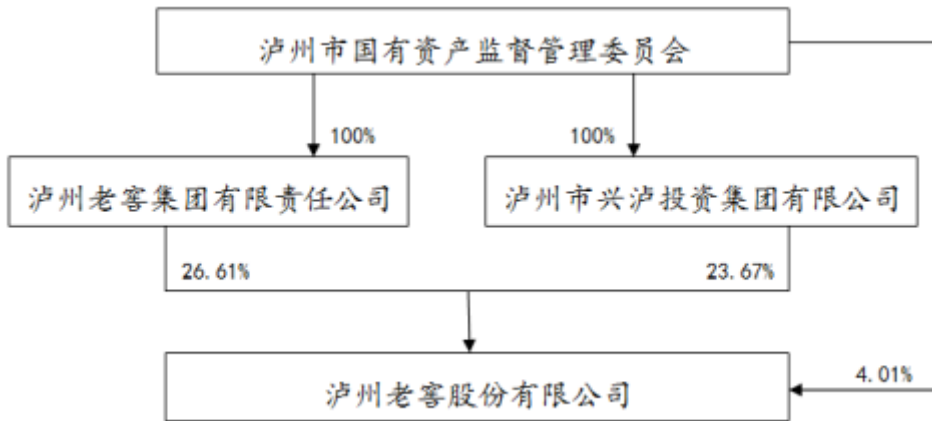 泸州市国有资产监督管理委员会
100%
100%
泸州老窖集团有限责任公司
泸州市兴泸投资集团有限公司
26.61%
23.67%
泸州老窖股份有限公司
4.01%